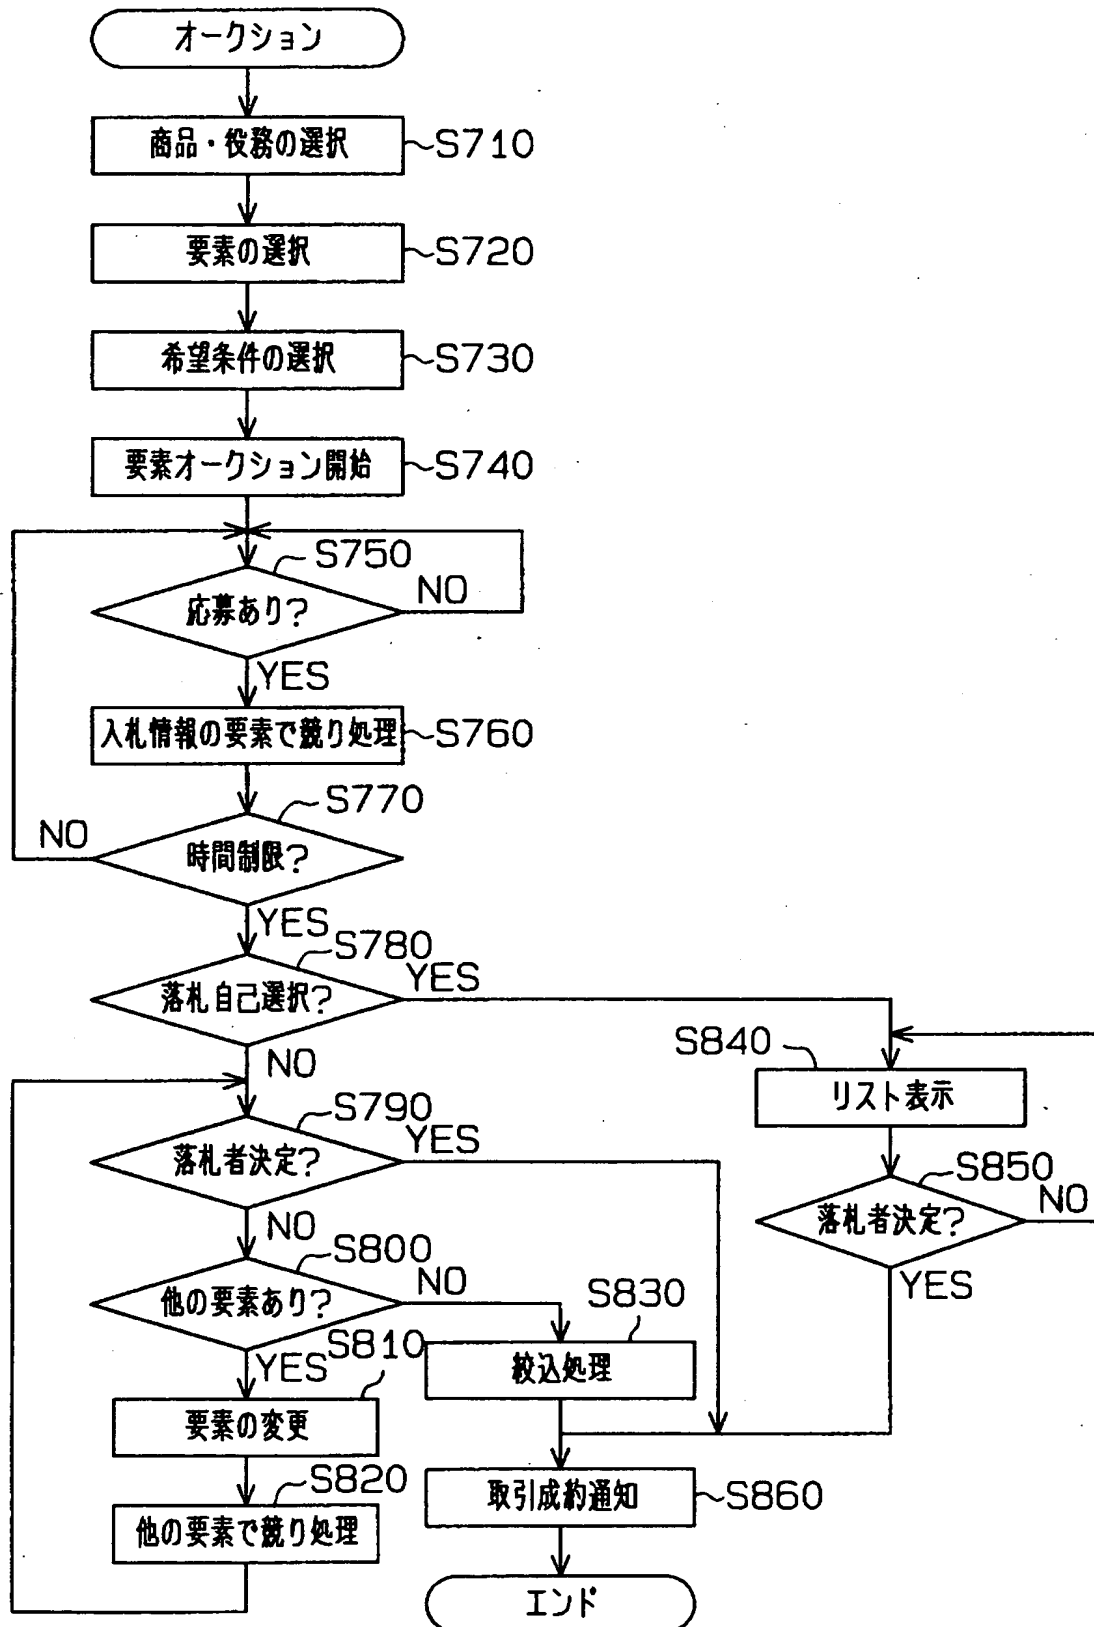 オークション
商品・役務の選択
S710
要素の選択
S720
希望条件の選択
S730
要素オークション開始
S740
S750
応募あり?
NO
YES
入札情報の要素で競り処理
S760
S770
NO
時間制限?
YES
S780
YES
落札自己選択?
NO
S840
リスト表示
S790
YES
落札者決定?
S850
NO
落札者決定?
YES
NO
S800
NO
他の要素あり?
S830
YES
S810
絞込処理
要素の変更
S820
取引成約通知
S860
他の要素で競り処理
エンド